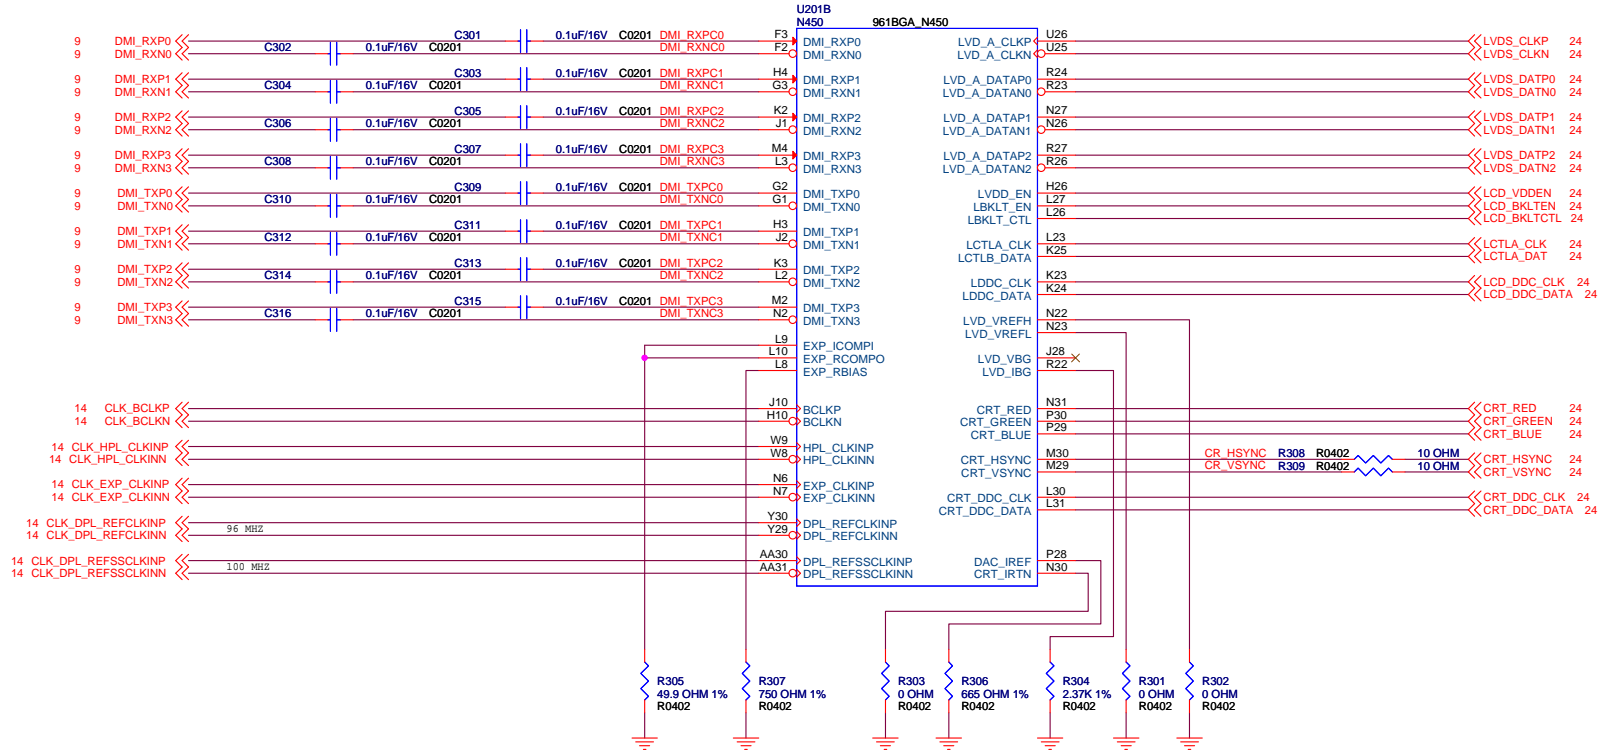 U201B
N450 961BGA_N450
9 DMI_RXP0 C301 0.1uF/16V C0201 DMI_RXPC0 F3 DMI_RXP0 LVD_A_CLKP U26 LVDS_CLKP 24
9 DMI_RXN0 C302 0.1uF/16V C0201 DMI_RXNC0 F2 DMI_RXN0 LVD_A_CLKN U25 LVDS_CLKN 24
9 DMI_RXP1 C303 0.1uF/16V C0201 DMI_RXPC1 H4 DMI_RXP1 LVD_A_DATAP0 R24 LVDS_DATP0 24
9 DMI_RXN1 C304 0.1uF/16V C0201 DMI_RXNC1 G3 DMI_RXN1 LVD_A_DATAN0 R23 LVDS_DATN0 24
9 DMI_RXP2 C305 0.1uF/16V C0201 DMI_RXPC2 K2 DMI_RXP2 LVD_A_DATAP1 N27 LVDS_DATP1 24
9 DMI_RXN2 C306 0.1uF/16V C0201 DMI_RXNC2 J1 DMI_RXN2 LVD_A_DATAN1 N26 LVDS_DATN1 24
9 DMI_RXP3 C307 0.1uF/16V C0201 DMI_RXPC3 M4 DMI_RXP3 LVD_A_DATAP2 R27 LVDS_DATP2 24
9 DMI_RXN3 C308 0.1uF/16V C0201 DMI_RXNC3 L3 DMI_RXN3 LVD_A_DATAN2 R26 LVDS_DATN2 24
9 DMI_TXP0 C309 0.1uF/16V C0201 DMI_TXPC0 G2 DMI_TXP0 LVDD_EN H26 LCD_VDDEN 24
9 DMI_TXN0 C310 0.1uF/16V C0201 DMI_TXNC0 G1 DMI_TXN0 LBKLT_EN L27 LCD_BKLTEN 24
LBKLT_CTL L26 LCD_BKLTCTL 24
9 DMI_TXP1 C311 0.1uF/16V C0201 DMI_TXPC1 H3 DMI_TXP1
9 DMI_TXN1 C312 0.1uF/16V C0201 DMI_TXNC1 J2 DMI_TXN1 LCTLA_CLK L23 LCTLA_CLK 24
LCTLB_DATA K25 LCTLA_DAT 24
9 DMI_TXP2 C313 0.1uF/16V C0201 DMI_TXPC2 K3 DMI_TXP2
9 DMI_TXN2 C314 0.1uF/16V C0201 DMI_TXNC2 L2 DMI_TXN2 LDDC_CLK K23 LCD_DDC_CLK 24
LDDC_DATA K24 LCD_DDC_DATA 24
9 DMI_TXP3 C315 0.1uF/16V C0201 DMI_TXPC3 M2 DMI_TXP3
9 DMI_TXN3 C316 0.1uF/16V C0201 DMI_TXNC3 N2 DMI_TXN3 LVD_VREFH N22
LVD_VREFL N23
L9 EXP_ICOMPI
L10 EXP_RCOMPO LVD_VBG J28
L8 EXP_RBIAS LVD_IBG R22
14 CLK_BCLKP J10 BCLKP CRT_RED N31 CRT_RED 24
14 CLK_BCLKN H10 BCLKN CRT_GREEN P30 CRT_GREEN 24
CRT_BLUE P29 CRT_BLUE 24
14 CLK_HPL_CLKINP W9 HPL_CLKINP
14 CLK_HPL_CLKINN W8 HPL_CLKINN CRT_HSYNC M30 CR_HSYNC R308 R0402 10 OHM CRT_HSYNC 24
CRT_VSYNC M29 CR_VSYNC R309 R0402 10 OHM CRT_VSYNC 24
14 CLK_EXP_CLKINP N6 EXP_CLKINP
14 CLK_EXP_CLKINN N7 EXP_CLKINN CRT_DDC_CLK L30 CRT_DDC_CLK 24
CRT_DDC_DATA L31 CRT_DDC_DATA 24
14 CLK_DPL_REFCLKINP Y30 DPL_REFCLKINP
96 MHZ
14 CLK_DPL_REFCLKINN Y29 DPL_REFCLKINN
14 CLK_DPL_REFSSCLKINP AA30 DPL_REFSSCLKINP DAC_IREF P28
100 MHZ
14 CLK_DPL_REFSSCLKINN AA31 DPL_REFSSCLKINN CRT_IRTN N30
R305 R307 R303 R306 R304 R301 R302
49.9 OHM 1% 750 OHM 1% 0 OHM 665 OHM 1% 2.37K 1% 0 OHM 0 OHM
R0402 R0402 R0402 R0402 R0402 R0402 R0402